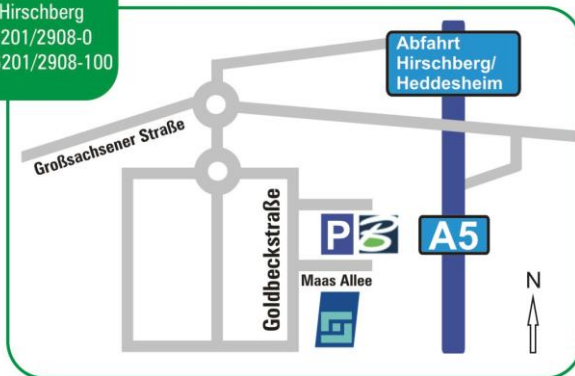 Hirschberg
201/2908-0
201/2908-100
Abfahrt
Hirschberg/
Heddesheim
Großsachsener Straße
Goldbeckstraße
P B
A5
Maas Allee
N